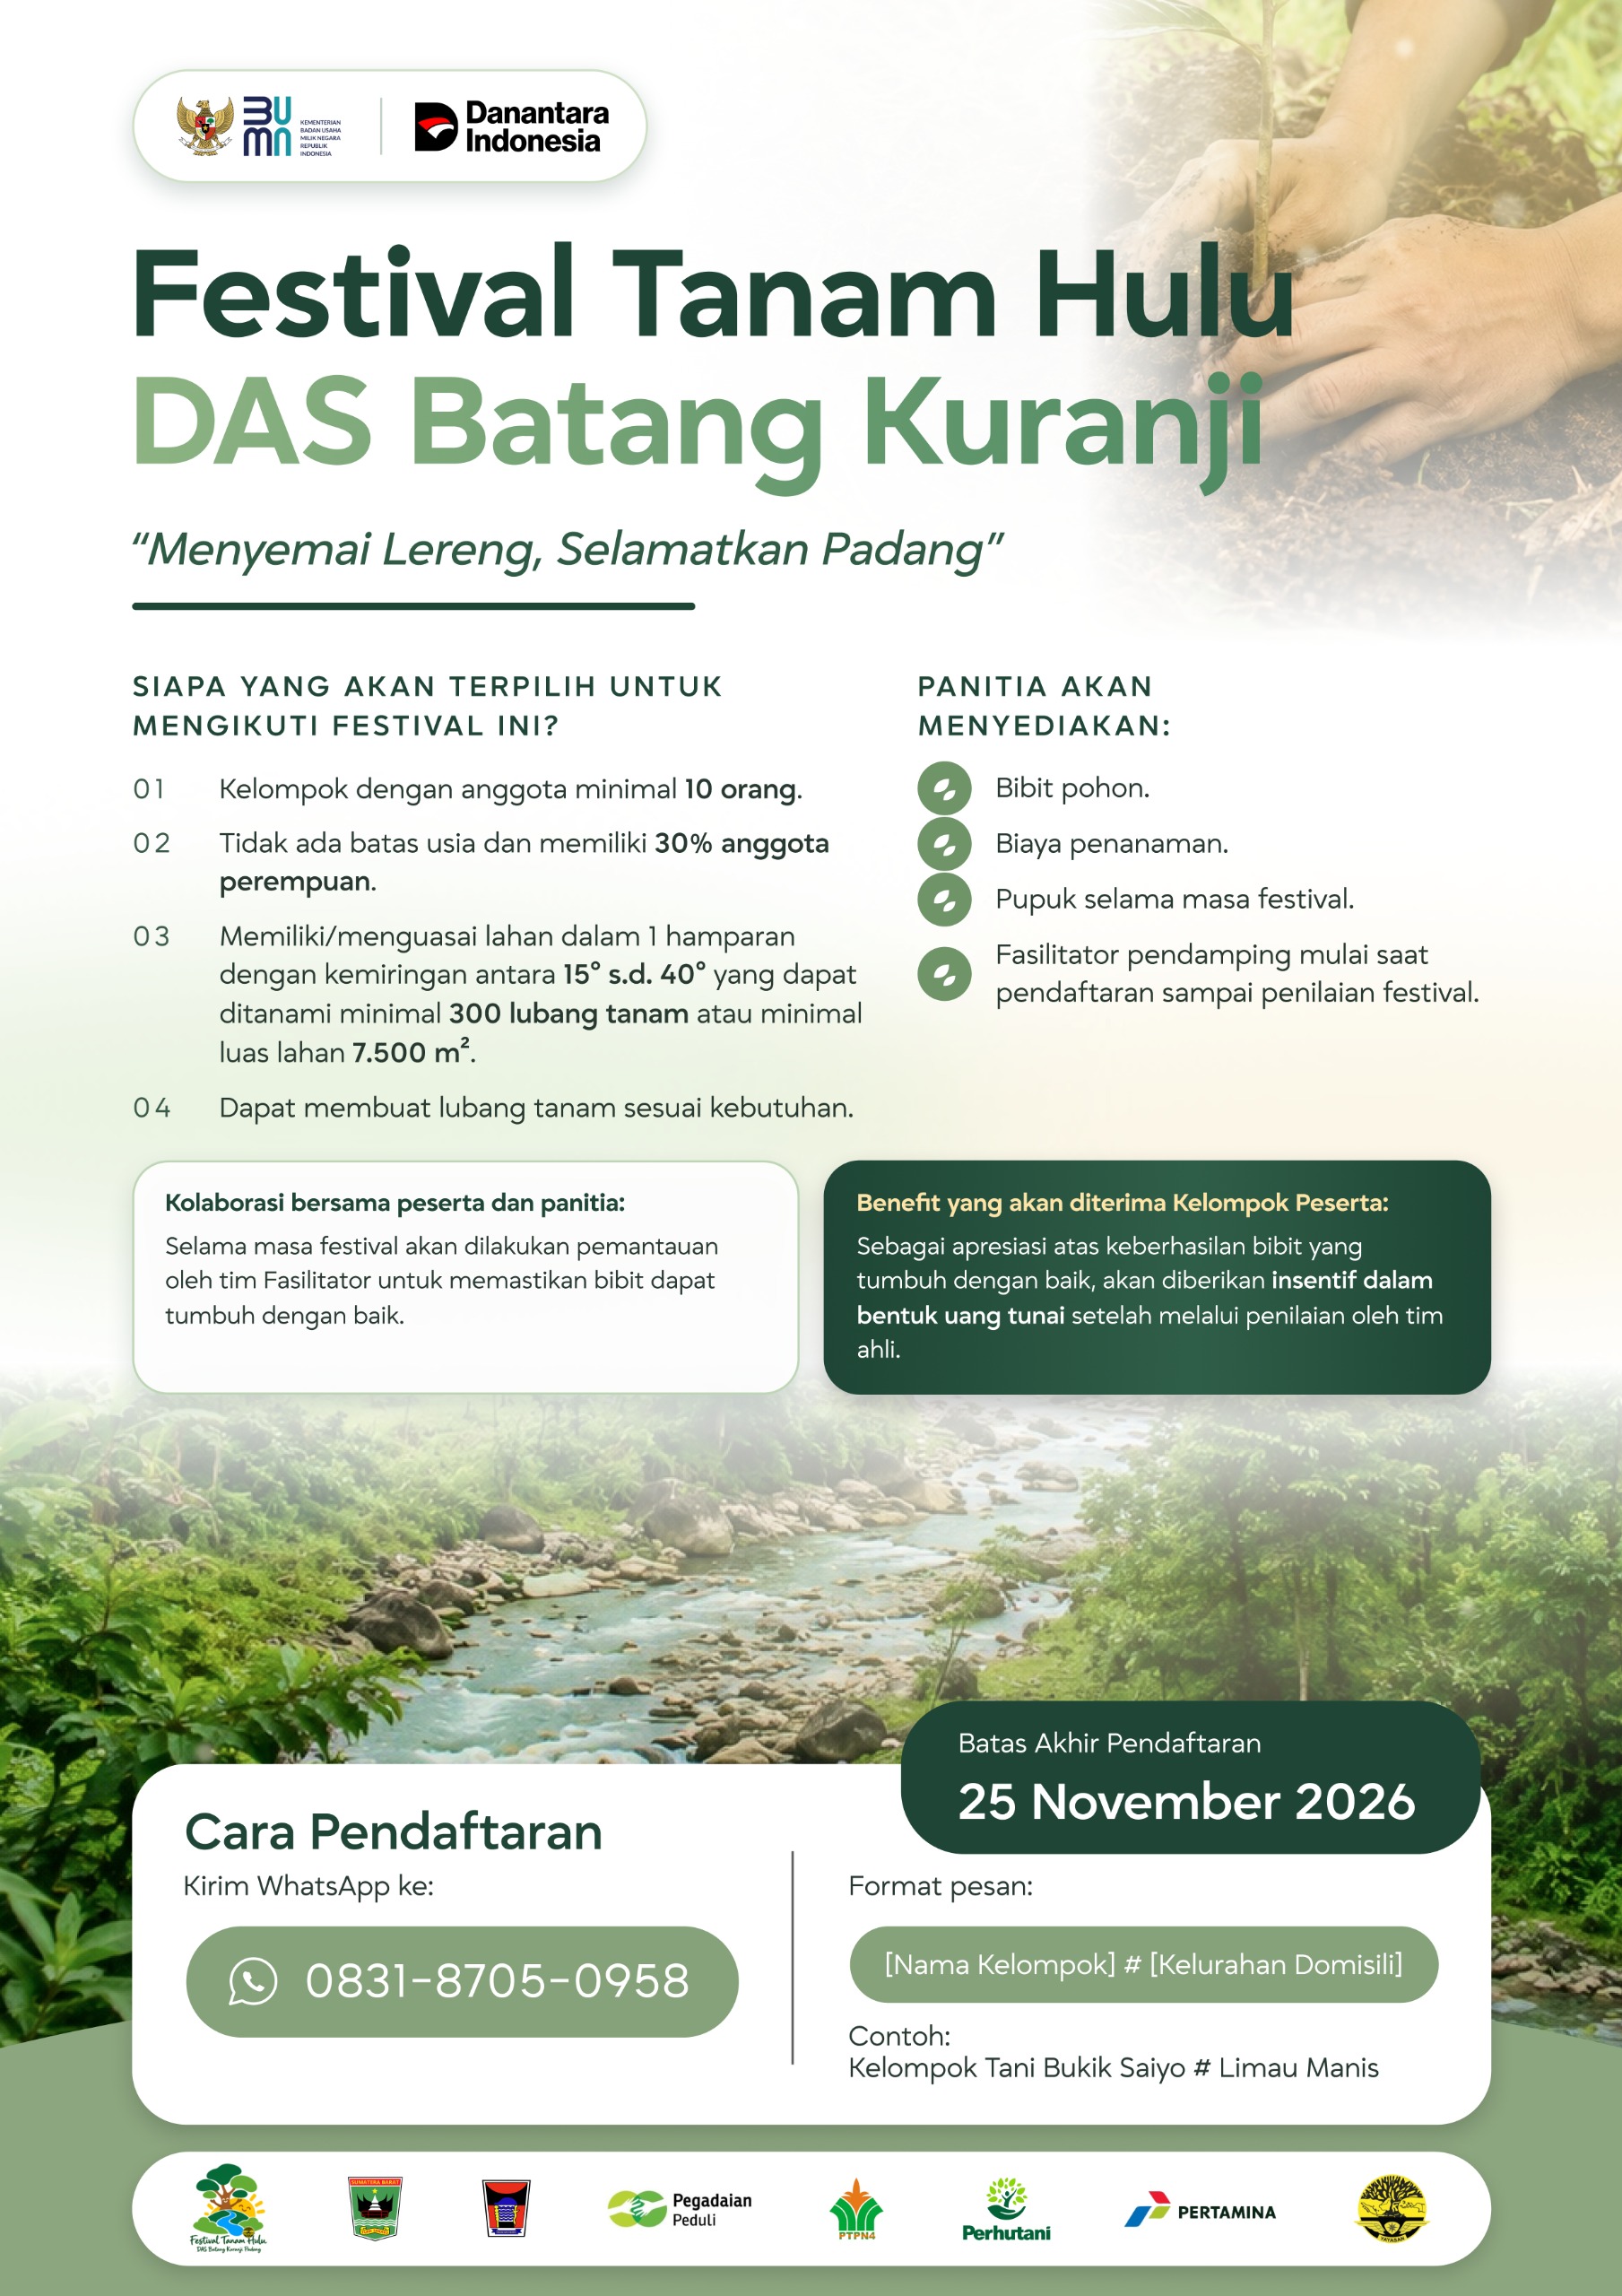 BUMN
KEMENTERIAN
BADAN USAHA
MILIK NEGARA
REPUBLIK
INDONESIA
Danantara
Indonesia
Festival Tanam Hulu
DAS Batang Kuranji
“Menyemai Lereng, Selamatkan Padang”
SIAPA YANG AKAN TERPILIH UNTUK
MENGIKUTI FESTIVAL INI?
01 Kelompok dengan anggota minimal 10 orang.
02 Tidak ada batas usia dan memiliki 30% anggota
perempuan.
03 Memiliki/menguasai lahan dalam 1 hamparan
dengan kemiringan antara 15° s.d. 40° yang dapat
ditanami minimal 300 lubang tanam atau minimal
luas lahan 7.500 m².
04 Dapat membuat lubang tanam sesuai kebutuhan.
PANITIA AKAN
MENYEDIAKAN:
Bibit pohon.
Biaya penanaman.
Pupuk selama masa festival.
Fasilitator pendamping mulai saat
pendaftaran sampai penilaian festival.
Kolaborasi bersama peserta dan panitia:
Selama masa festival akan dilakukan pemantauan
oleh tim Fasilitator untuk memastikan bibit dapat
tumbuh dengan baik.
Benefit yang akan diterima Kelompok Peserta:
Sebagai apresiasi atas keberhasilan bibit yang
tumbuh dengan baik, akan diberikan insentif dalam
bentuk uang tunai setelah melalui penilaian oleh tim
ahli.
Batas Akhir Pendaftaran
25 November 2026
Cara Pendaftaran
Kirim WhatsApp ke:
0831-8705-0958
Format pesan:
[Nama Kelompok] # [Kelurahan Domisili]
Contoh:
Kelompok Tani Bukik Saiyo # Limau Manis
Festival Tanam Hulu
DAS Batang Kuranji Padang
SUMATERA BARAT
Pegadaian
Peduli
PTPN4
Perhutani
PERTAMINA
YAYASAN